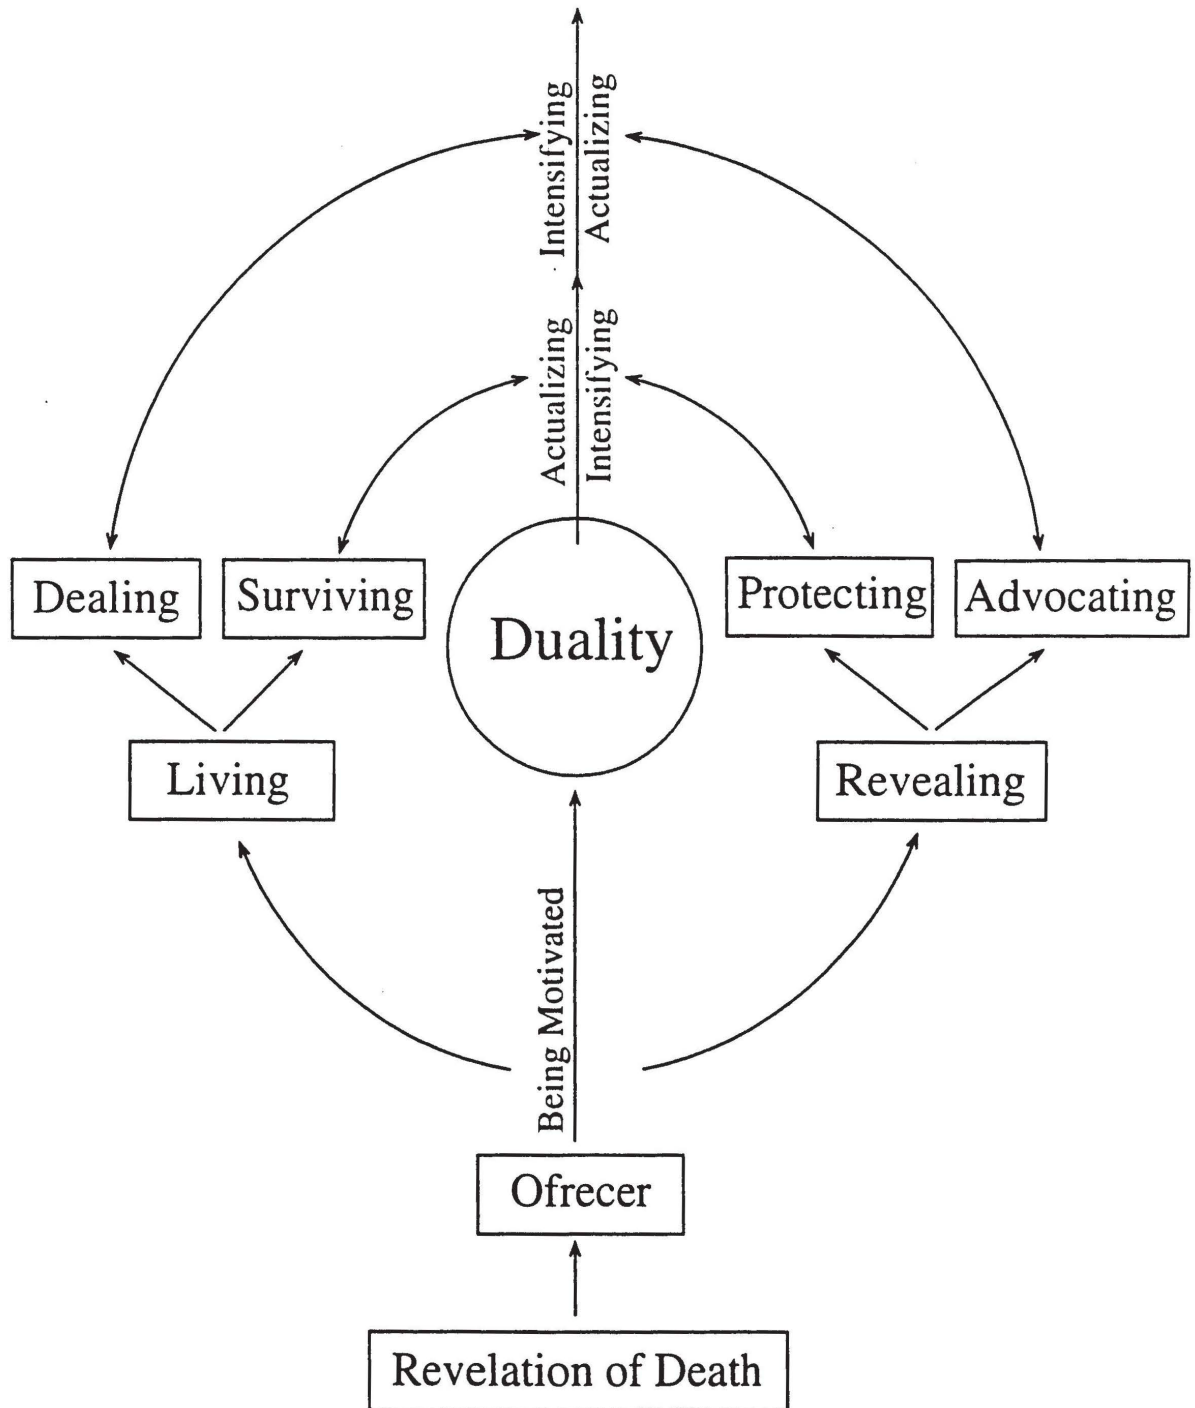 Intensifying
Actualizing
Actualizing
Intensifying
Dealing
Surviving
Duality
Protecting
Advocating
Living
Revealing
Being Motivated
Ofrecer
Revelation of Death